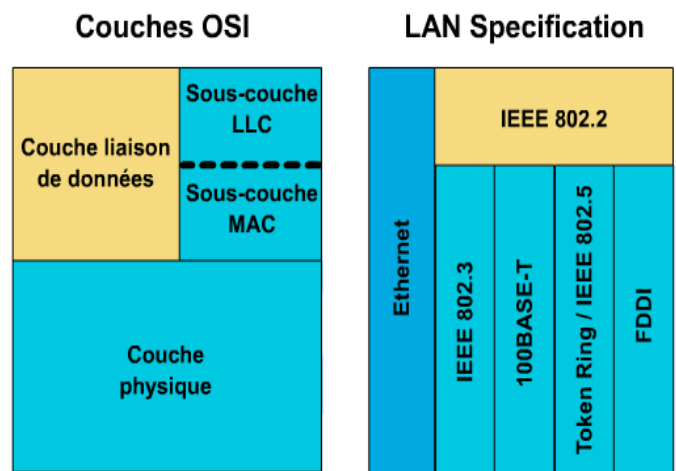 Couches OSI
LAN Specification
Couche liaison
de données
Sous-couche
LLC
Sous-couche
MAC
Couche
physique
Ethernet
IEEE 802.2
IEEE 802.3
100BASE-T
Token Ring / IEEE 802.5
FDDI